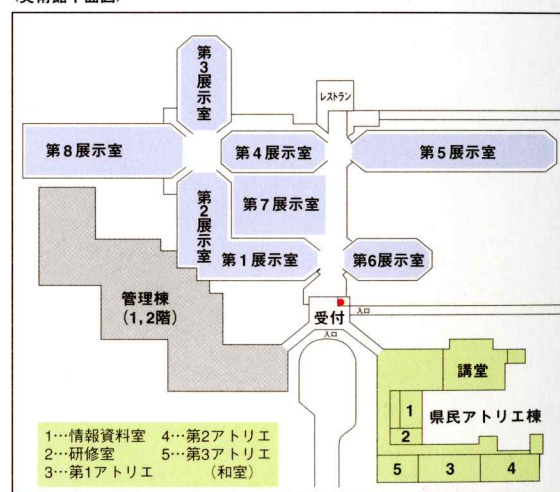 第3展示室
レストラン
第8展示室
第4展示室
第5展示室
第2展示室
第7展示室
第1展示室
第6展示室
管理棟
(1,2階)
受付
入口
入口
講堂
1
県民アトリエ棟
2
5
3
4
1…情報資料室 4…第2アトリエ
2…研修室 5…第3アトリエ
3…第1アトリエ (和室)